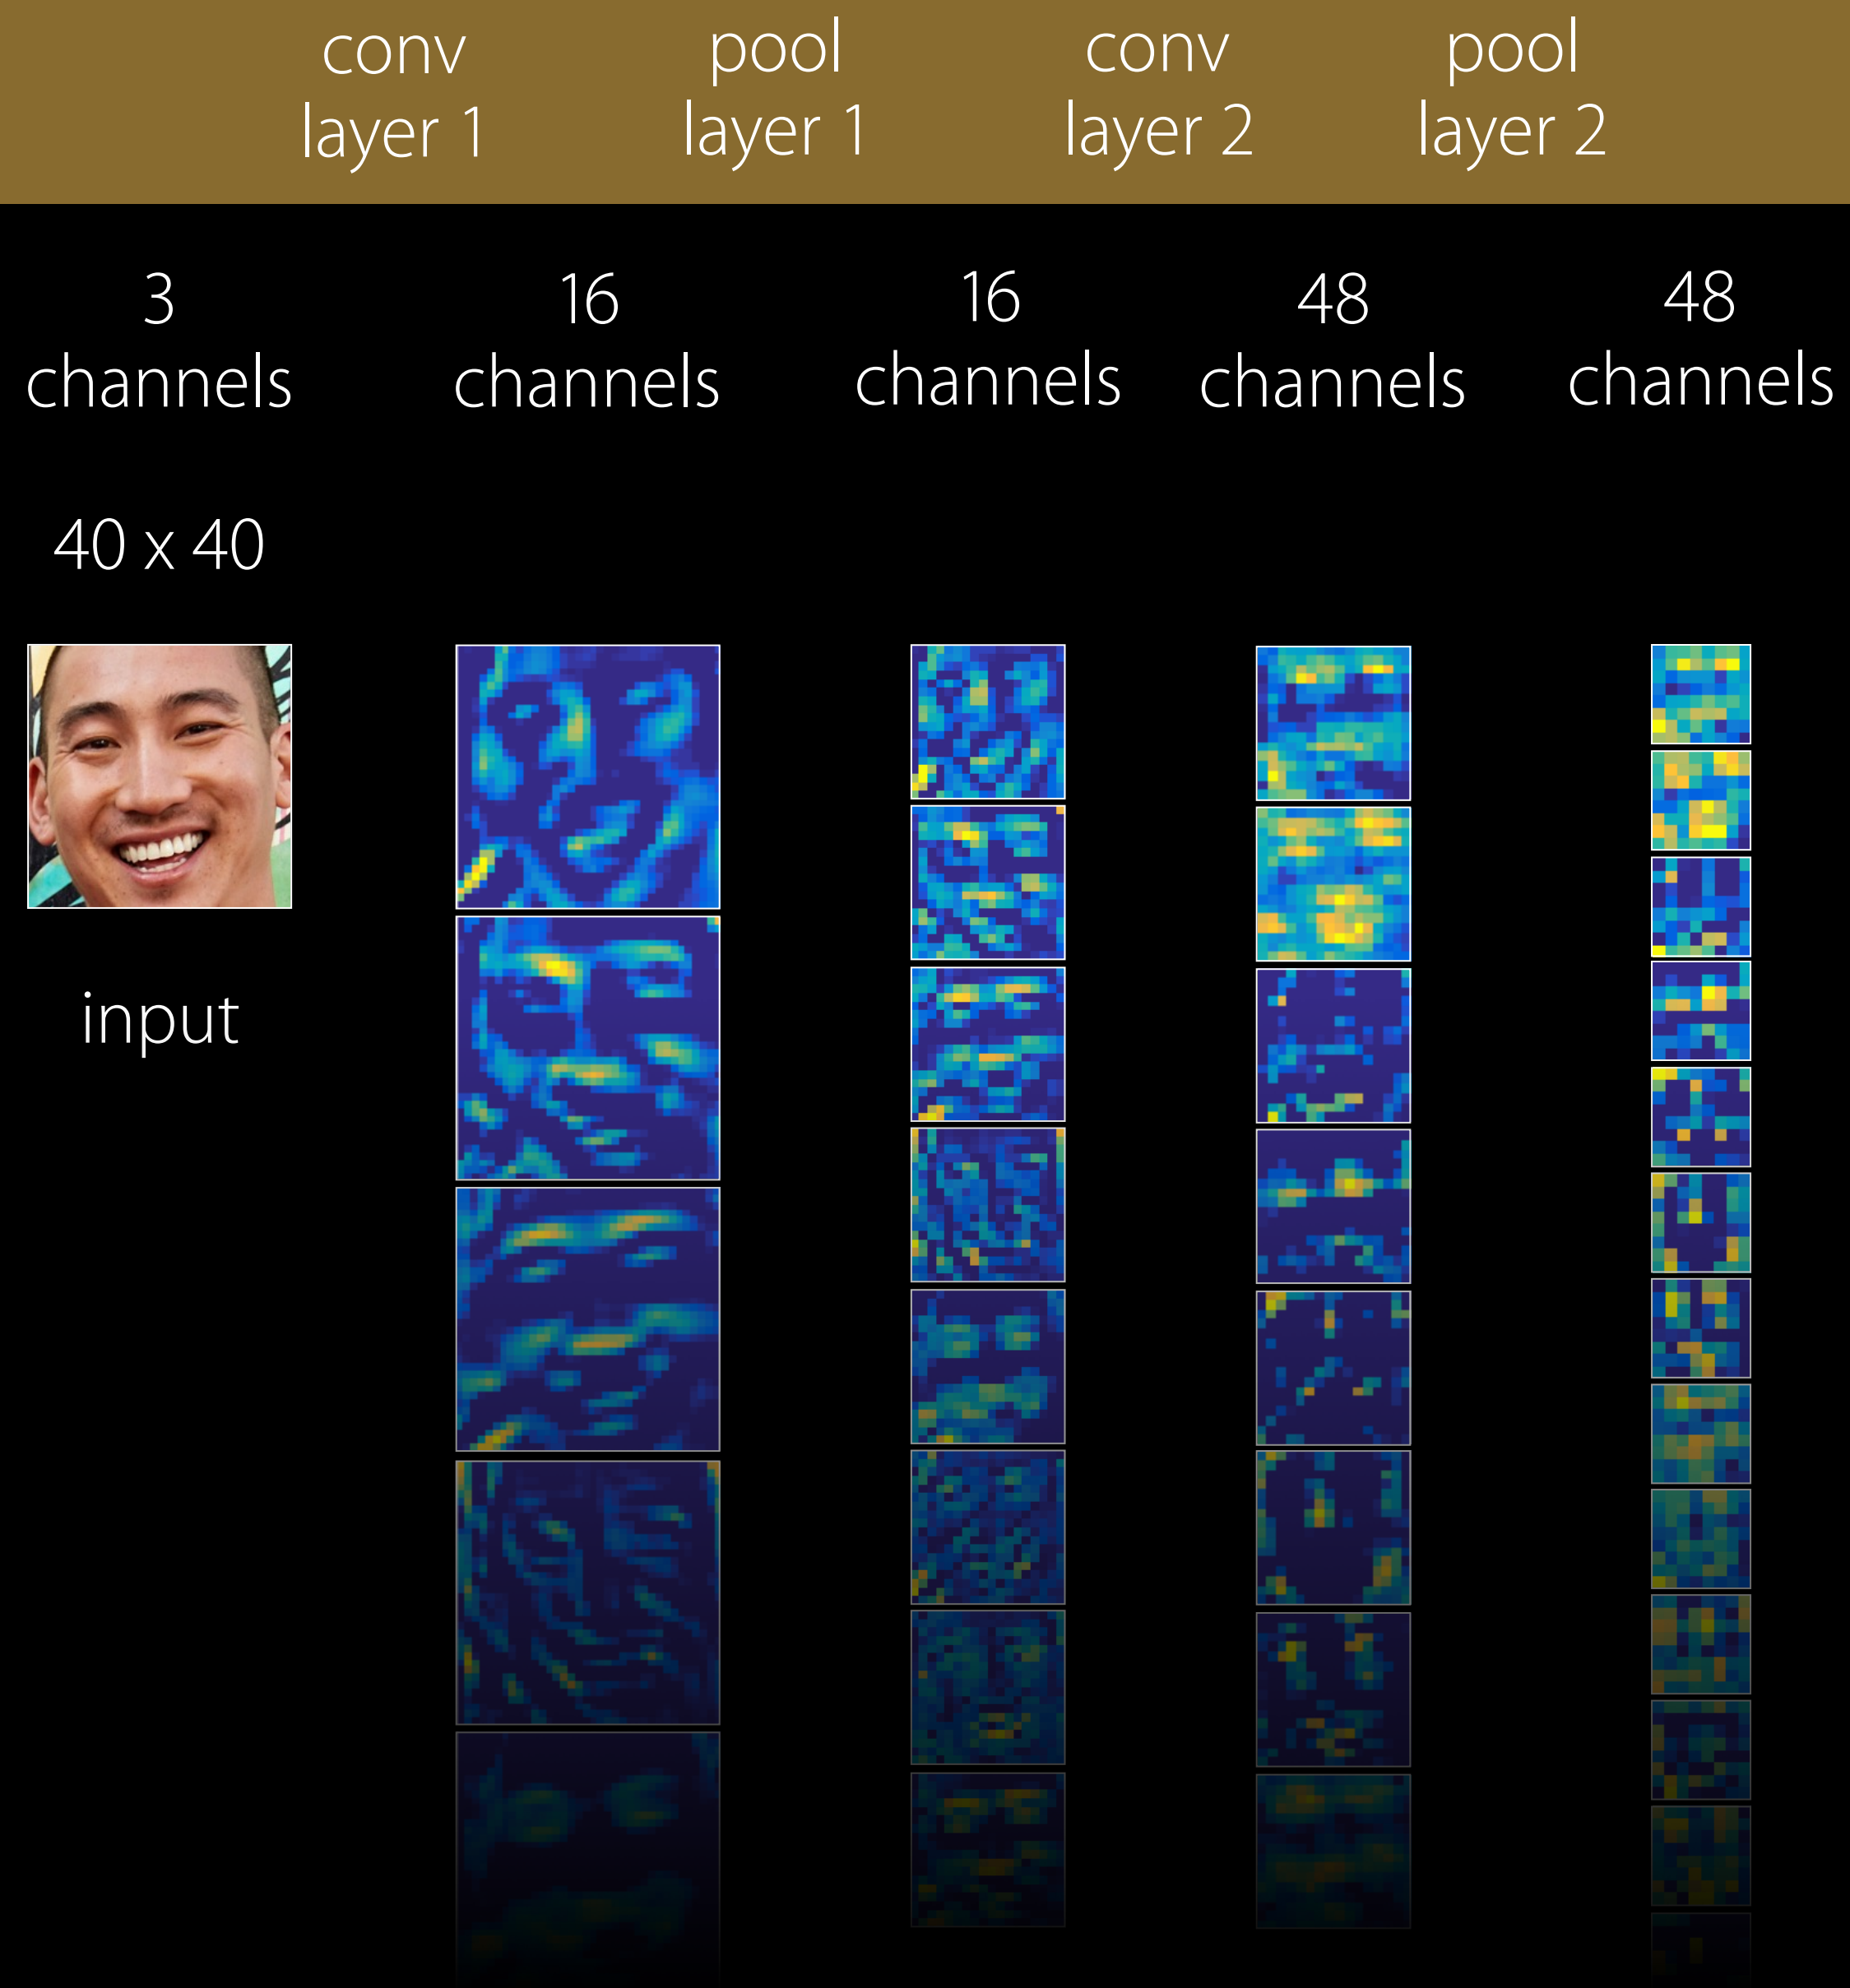 conv
layer 1
pool
layer 1
conv
layer 2
pool
layer 2
3
channels
16
channels
16
channels
48
channels
48
channels
40 x 40
input